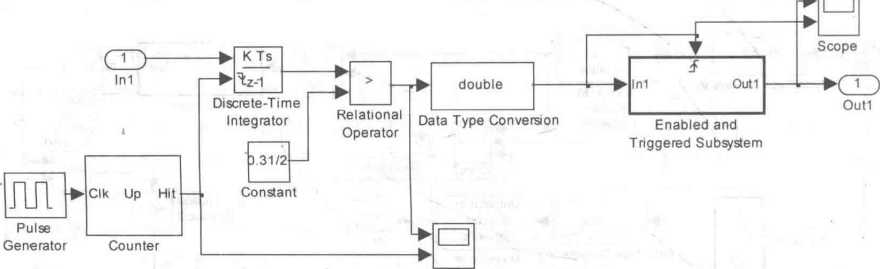 Scope
1
In1
K Ts
z-1
Discrete-Time
Integrator
>
Relational
Operator
double
Data Type Conversion
In1
Out1
Enabled and
Triggered Subsystem
1
Out1
0.31/2
Constant
Pulse
Generator
Clk
Up
Hit
Counter